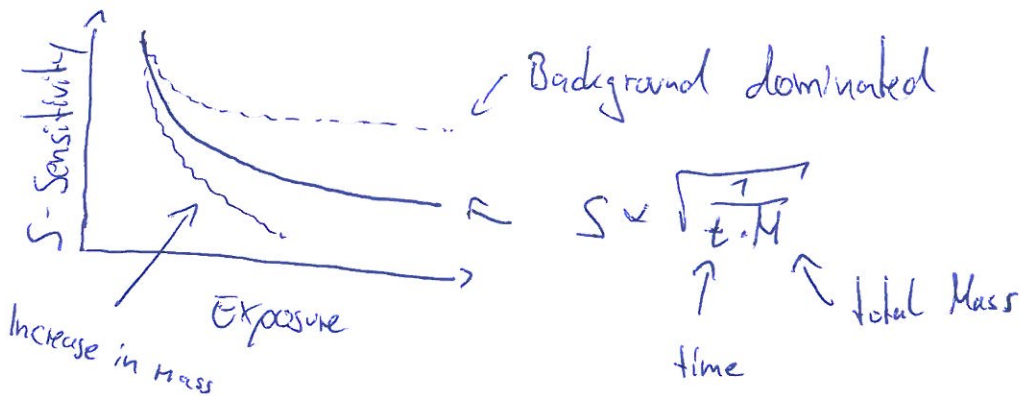 S - Sensitivity
Background dominated
S ∝ √(1/(t·M))
time
total Mass
Exposure
Increase in Mass